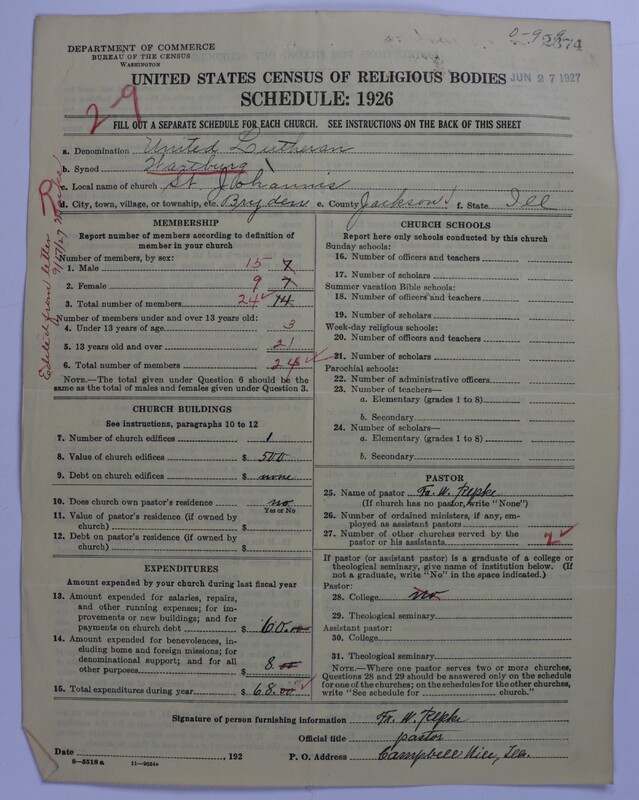 DEPARTMENT OF COMMERCE
BUREAU OF THE CENSUS
WASHINGTON
2374
JUN 27 1927
UNITED STATES CENSUS OF RELIGIOUS BODIES
SCHEDULE: 1926
2-9
FILL OUT A SEPARATE SCHEDULE FOR EACH CHURCH. SEE INSTRUCTIONS ON THE BACK OF THIS SHEET
a. Denomination United Lutheran
b. Synod Wartburg
c. Local name of church St. Johannis
d. City, town, village, or township, etc. Bryden e. County Jackson f. State Ill
Edited from letter 9/17/27
MEMBERSHIP
Report number of members according to definition of member in your church
Number of members, by sex:
1. Male 15 7
2. Female 9 7
3. Total number of members 24 14
Number of members under and over 13 years old:
4. Under 13 years of age 3
5. 13 years old and over 21
6. Total number of members 24
NOTE.—The total given under Question 6 should be the same as the total of males and females given under Question 3.
CHURCH BUILDINGS
See instructions, paragraphs 10 to 12
7. Number of church edifices 1
8. Value of church edifices $ 500
9. Debt on church edifices $ none
10. Does church own pastor's residence no
Yes or No
11. Value of pastor's residence (if owned by church) $
12. Debt on pastor's residence (if owned by church) $
EXPENDITURES
Amount expended by your church during last fiscal year
13. Amount expended for salaries, repairs, and other running expenses; for improvements or new buildings; and for payments on church debt $ 60.00
14. Amount expended for benevolences, including home and foreign missions; for denominational support; and for all other purposes $ 8.00
15. Total expenditures during year $ 68.00
CHURCH SCHOOLS
Report here only schools conducted by this church
Sunday schools:
16. Number of officers and teachers
17. Number of scholars
Summer vacation Bible schools:
18. Number of officers and teachers
19. Number of scholars
Week-day religious schools:
20. Number of officers and teachers
21. Number of scholars
Parochial schools:
22. Number of administrative officers
23. Number of teachers—
a. Elementary (grades 1 to 8)
b. Secondary
24. Number of scholars—
a. Elementary (grades 1 to 8)
b. Secondary
PASTOR
25. Name of pastor Fr. W. Repke
(If church has no pastor, write "None")
26. Number of ordained ministers, if any, employed as assistant pastors
27. Number of other churches served by the pastor or his assistants 2
If pastor (or assistant pastor) is a graduate of a college or theological seminary, give name of institution below. (If not a graduate, write "No" in the space indicated.)
Pastor:
28. College no
29. Theological seminary
Assistant pastor:
30. College
31. Theological seminary
NOTE.—Where one pastor serves two or more churches, Questions 28 and 29 should be answered only on the schedule for one of the churches; on the schedules for the other churches, write "See schedule for church."
Signature of person furnishing information Fr. W. Repke
Official title pastor
Date , 192 P. O. Address Campbell Hill, Ill.
8-5518a 11-9584a